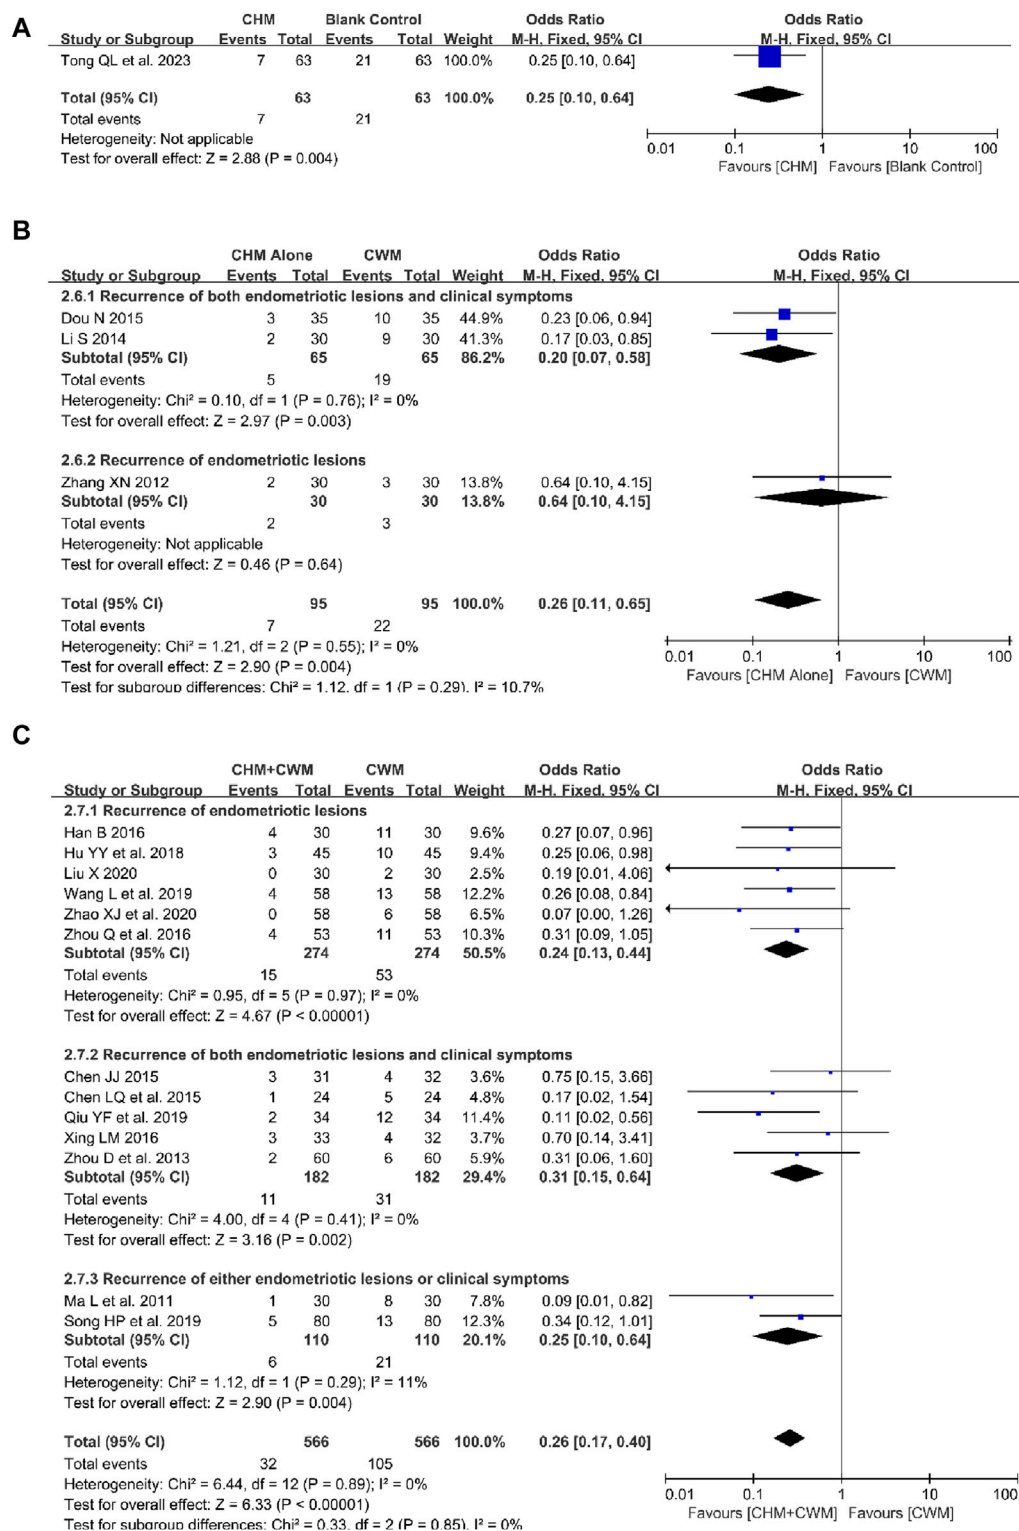 A
CHM Blank Control Odds Ratio Odds Ratio
Study or Subgroup Events Total Events Total Weight M-H, Fixed, 95% CI M-H, Fixed, 95% CI
Tong QL et al. 2023 7 63 21 63 100.0% 0.25 [0.10, 0.64]
Total (95% CI) 63 63 100.0% 0.25 [0.10, 0.64]
Total events 7 21
Heterogeneity: Not applicable
Test for overall effect: Z = 2.88 (P = 0.004)
0.01 0.1 1 10 100
Favours [CHM] Favours [Blank Control]
B
CHM Alone CWM Odds Ratio Odds Ratio
Study or Subgroup Events Total Events Total Weight M-H, Fixed, 95% CI M-H, Fixed, 95% CI
2.6.1 Recurrence of both endometriotic lesions and clinical symptoms
Dou N 2015 3 35 10 35 44.9% 0.23 [0.06, 0.94]
Li S 2014 2 30 9 30 41.3% 0.17 [0.03, 0.85]
Subtotal (95% CI) 65 65 86.2% 0.20 [0.07, 0.58]
Total events 5 19
Heterogeneity: Chi² = 0.10, df = 1 (P = 0.76); I² = 0%
Test for overall effect: Z = 2.97 (P = 0.003)
2.6.2 Recurrence of endometriotic lesions
Zhang XN 2012 2 30 3 30 13.8% 0.64 [0.10, 4.15]
Subtotal (95% CI) 30 30 13.8% 0.64 [0.10, 4.15]
Total events 2 3
Heterogeneity: Not applicable
Test for overall effect: Z = 0.46 (P = 0.64)
Total (95% CI) 95 95 100.0% 0.26 [0.11, 0.65]
Total events 7 22
Heterogeneity: Chi² = 1.21, df = 2 (P = 0.55); I² = 0%
Test for overall effect: Z = 2.90 (P = 0.004)
Test for subgroup differences: Chi² = 1.12, df = 1 (P = 0.29), I² = 10.7%
0.01 0.1 1 10 100
Favours [CHM Alone] Favours [CWM]
C
CHM+CWM CWM Odds Ratio Odds Ratio
Study or Subgroup Events Total Events Total Weight M-H, Fixed, 95% CI M-H, Fixed, 95% CI
2.7.1 Recurrence of endometriotic lesions
Han B 2016 4 30 11 30 9.6% 0.27 [0.07, 0.96]
Hu YY et al. 2018 3 45 10 45 9.4% 0.25 [0.06, 0.98]
Liu X 2020 0 30 2 30 2.5% 0.19 [0.01, 4.06]
Wang L et al. 2019 4 58 13 58 12.2% 0.26 [0.08, 0.84]
Zhao XJ et al. 2020 0 58 6 58 6.5% 0.07 [0.00, 1.26]
Zhou Q et al. 2016 4 53 11 53 10.3% 0.31 [0.09, 1.05]
Subtotal (95% CI) 274 274 50.5% 0.24 [0.13, 0.44]
Total events 15 53
Heterogeneity: Chi² = 0.95, df = 5 (P = 0.97); I² = 0%
Test for overall effect: Z = 4.67 (P < 0.00001)
2.7.2 Recurrence of both endometriotic lesions and clinical symptoms
Chen JJ 2015 3 31 4 32 3.6% 0.75 [0.15, 3.66]
Chen LQ et al. 2015 1 24 5 24 4.8% 0.17 [0.02, 1.54]
Qiu YF et al. 2019 2 34 12 34 11.4% 0.11 [0.02, 0.56]
Xing LM 2016 3 33 4 32 3.7% 0.70 [0.14, 3.41]
Zhou D et al. 2013 2 60 6 60 5.9% 0.31 [0.06, 1.60]
Subtotal (95% CI) 182 182 29.4% 0.31 [0.15, 0.64]
Total events 11 31
Heterogeneity: Chi² = 4.00, df = 4 (P = 0.41); I² = 0%
Test for overall effect: Z = 3.16 (P = 0.002)
2.7.3 Recurrence of either endometriotic lesions or clinical symptoms
Ma L et al. 2011 1 30 8 30 7.8% 0.09 [0.01, 0.82]
Song HP et al. 2019 5 80 13 80 12.3% 0.34 [0.12, 1.01]
Subtotal (95% CI) 110 110 20.1% 0.25 [0.10, 0.64]
Total events 6 21
Heterogeneity: Chi² = 1.12, df = 1 (P = 0.29); I² = 11%
Test for overall effect: Z = 2.90 (P = 0.004)
Total (95% CI) 566 566 100.0% 0.26 [0.17, 0.40]
Total events 32 105
Heterogeneity: Chi² = 6.44, df = 12 (P = 0.89); I² = 0%
Test for overall effect: Z = 6.33 (P < 0.00001)
Test for subgroup differences: Chi² = 0.33, df = 2 (P = 0.85), I² = 0%
0.01 0.1 1 10 100
Favours [CHM+CWM] Favours [CWM]